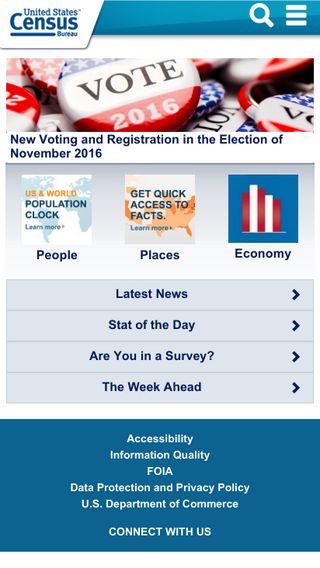 United States™
Census
Bureau
VOTE
2016
New Voting and Registration in the Election of
November 2016
US & WORLD
POPULATION
CLOCK
Learn more
GET QUICK
ACCESS TO
FACTS.
Learn more
People
Places
Economy
Latest News
Stat of the Day
Are You in a Survey?
The Week Ahead
Accessibility
Information Quality
FOIA
Data Protection and Privacy Policy
U.S. Department of Commerce
CONNECT WITH US